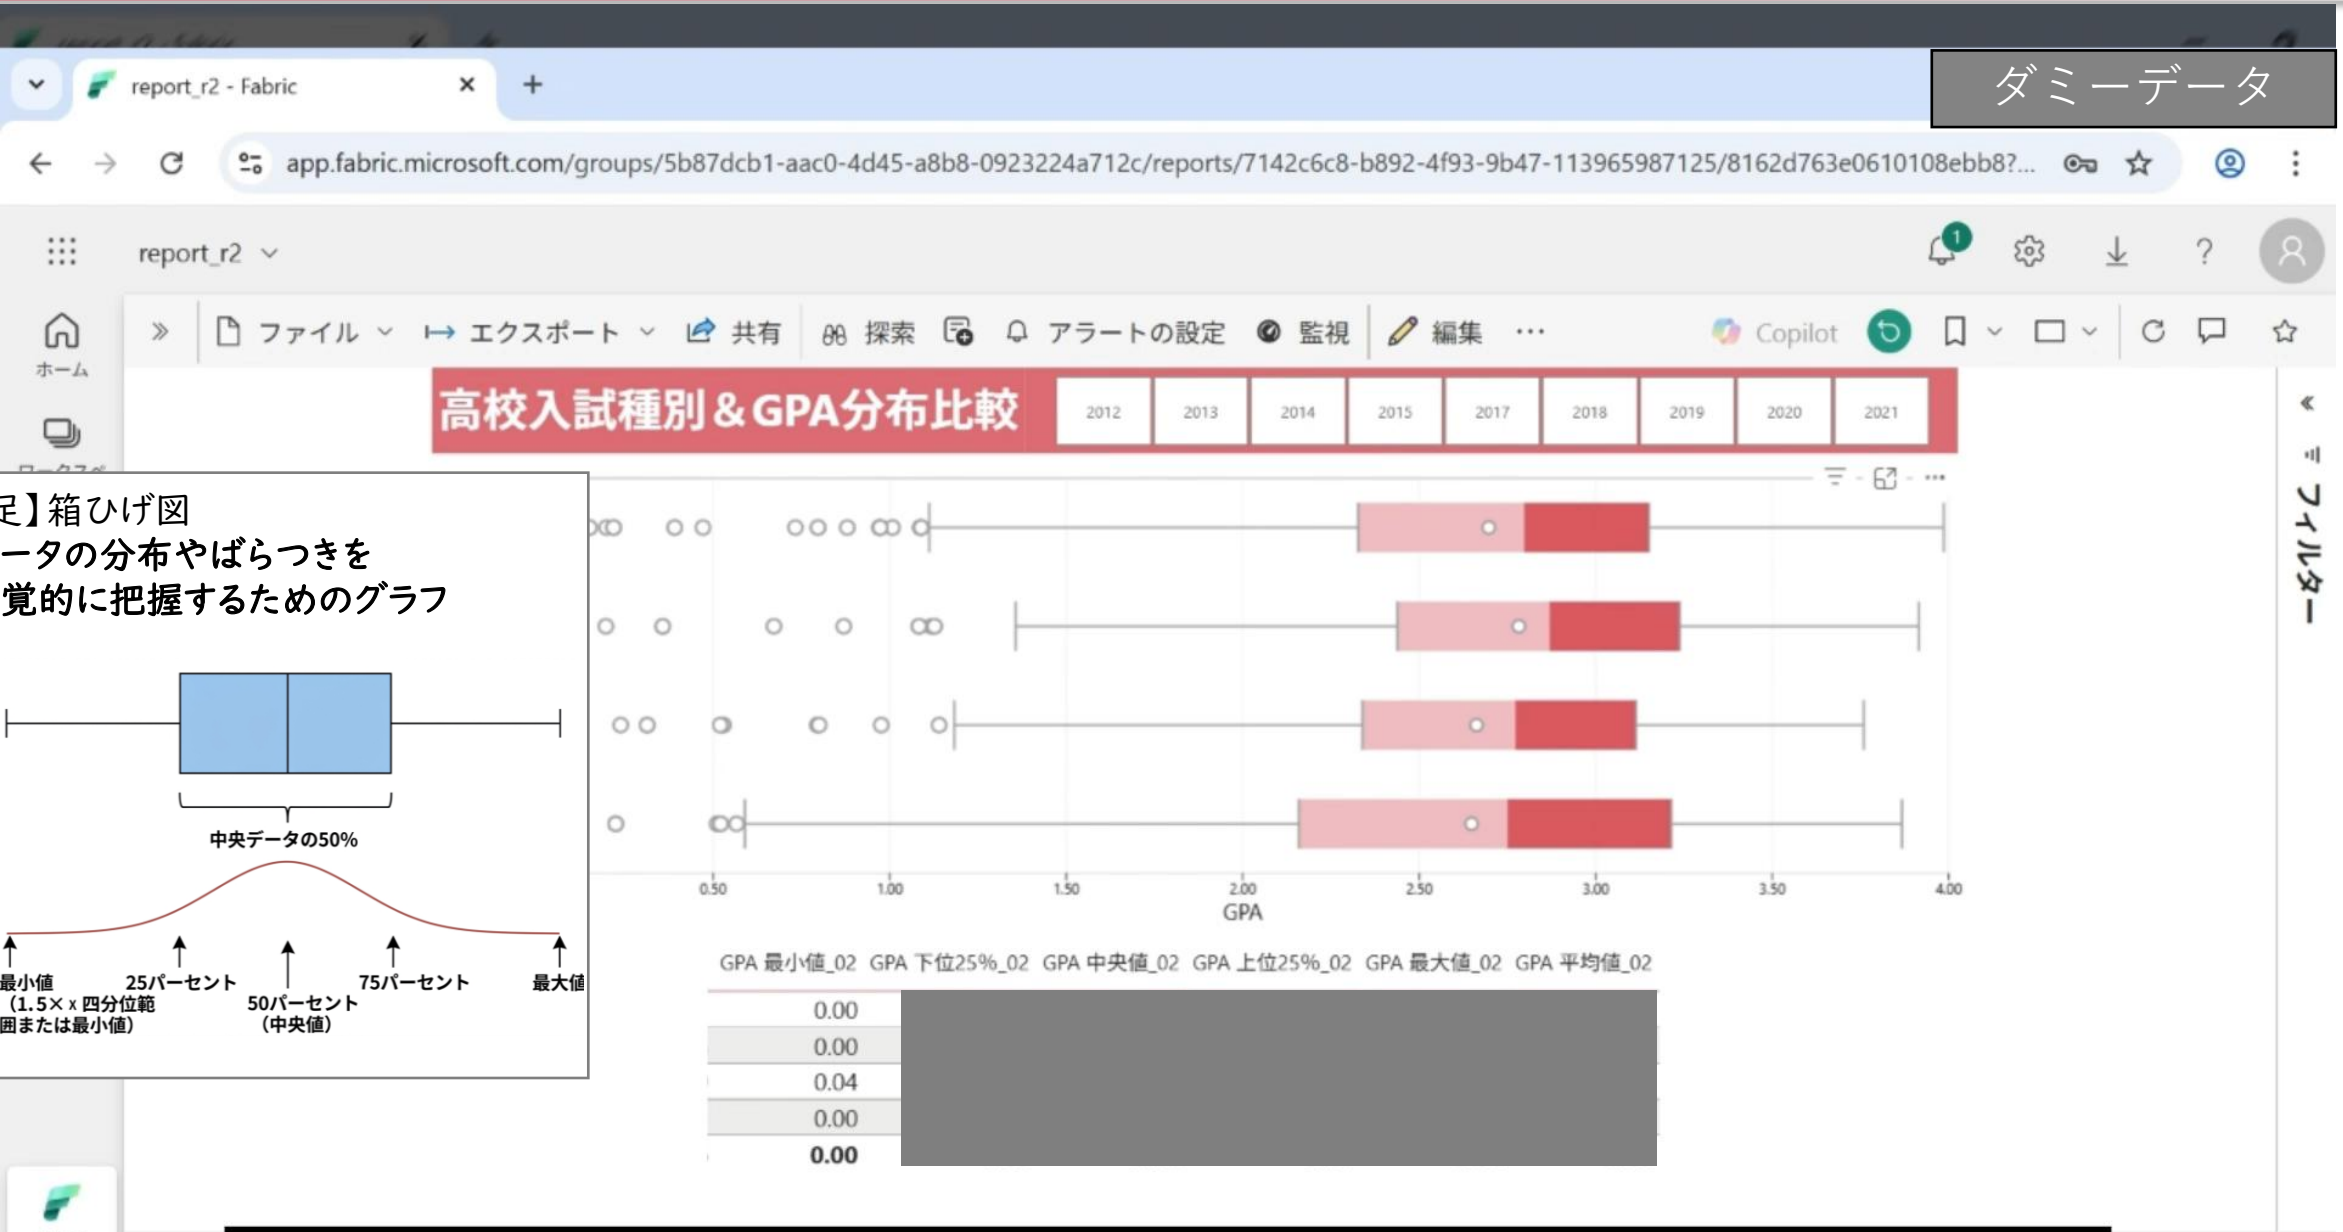 report_r2 - Fabric
ダミーデータ
app.fabric.microsoft.com/groups/5b87dcb1-aac0-4d45-a8b8-0923224a712c/reports/7142c6c8-b892-4f93-9b47-113965987125/8162d763e0610108ebb8?...
report_r2
1
?
ホーム
ファイル エクスポート 共有 探索 アラートの設定 監視 編集 … Copilot
高校入試種別&GPA分布比較 2012 2013 2014 2015 2017 2018 2019 2020 2021
フィルター
足】箱ひげ図
ータの分布やばらつきを
覚的に把握するためのグラフ
中央データの50%
最小値
(1.5×x 四分位範
囲または最小値)
25パーセント
50パーセント
(中央値)
75パーセント
最大値
0.50 1.00 1.50 2.00 2.50 3.00 3.50 4.00
GPA
GPA 最小値_02 GPA 下位25%_02 GPA 中央値_02 GPA 上位25%_02 GPA 最大値_02 GPA 平均値_02
0.00
0.00
0.04
0.00
0.00